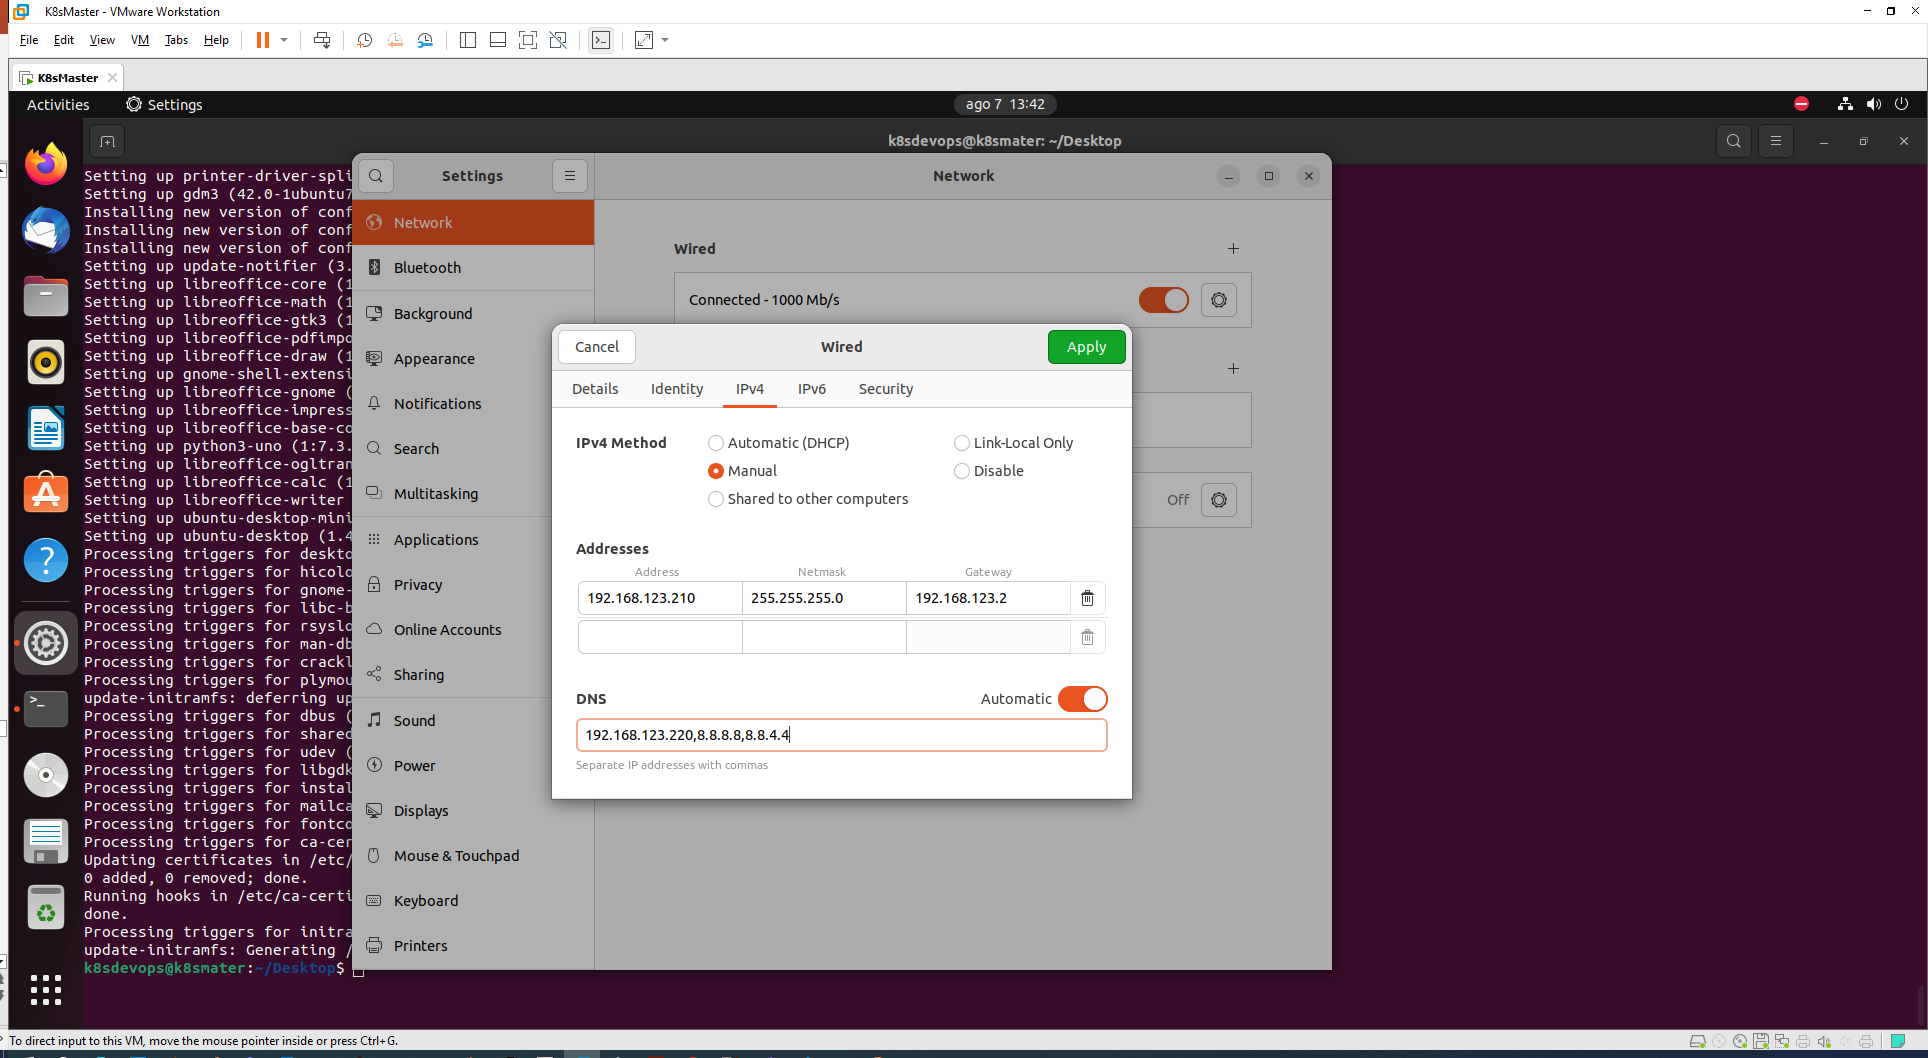 K8sMaster - VMware Workstation
File Edit View VM Tabs Help
K8sMaster
Activities Settings ago 7 13:42
k8sdevops@k8smater: ~/Desktop
Setting up printer-driver-spli
Setting up gdm3 (42.0-1ubuntu7
Installing new version of conf
Installing new version of conf
Installing new version of conf
Setting up update-notifier (3.
Setting up libreoffice-core (1
Setting up libreoffice-math (1
Setting up libreoffice-gtk3 (1
Setting up libreoffice-pdfimpo
Setting up libreoffice-draw (1
Setting up gnome-shell-extensi
Setting up libreoffice-gnome (
Setting up libreoffice-impress
Setting up libreoffice-base-co
Setting up python3-uno (1:7.3.
Setting up libreoffice-ogltran
Setting up libreoffice-calc (1
Setting up libreoffice-writer
Setting up ubuntu-desktop-mini
Setting up ubuntu-desktop (1.4
Processing triggers for deskto
Processing triggers for hicolo
Processing triggers for gnome-
Processing triggers for libc-b
Processing triggers for rsyslo
Processing triggers for man-db
Processing triggers for crackl
Processing triggers for plymou
update-initramfs: deferring up
Processing triggers for dbus (
Processing triggers for shared
Processing triggers for udev (
Processing triggers for libgdk
Processing triggers for instal
Processing triggers for mailca
Processing triggers for fontco
Processing triggers for ca-cer
Updating certificates in /etc/
0 added, 0 removed; done.
Running hooks in /etc/ca-certi
done.
Processing triggers for initra
update-initramfs: Generating /
k8sdevops@k8smater:~/Desktop$
Settings
Network
Bluetooth
Background
Appearance
Notifications
Search
Multitasking
Applications
Privacy
Online Accounts
Sharing
Sound
Power
Displays
Mouse & Touchpad
Keyboard
Printers
Network
Wired
Connected - 1000 Mb/s
Off
Cancel Wired Apply
Details Identity IPv4 IPv6 Security
IPv4 Method Automatic (DHCP) Link-Local Only
Manual Disable
Shared to other computers
Addresses
Address Netmask Gateway
192.168.123.210 255.255.255.0 192.168.123.2
DNS Automatic
192.168.123.220,8.8.8.8,8.8.4.4
Separate IP addresses with commas
To direct input to this VM, move the mouse pointer inside or press Ctrl+G.